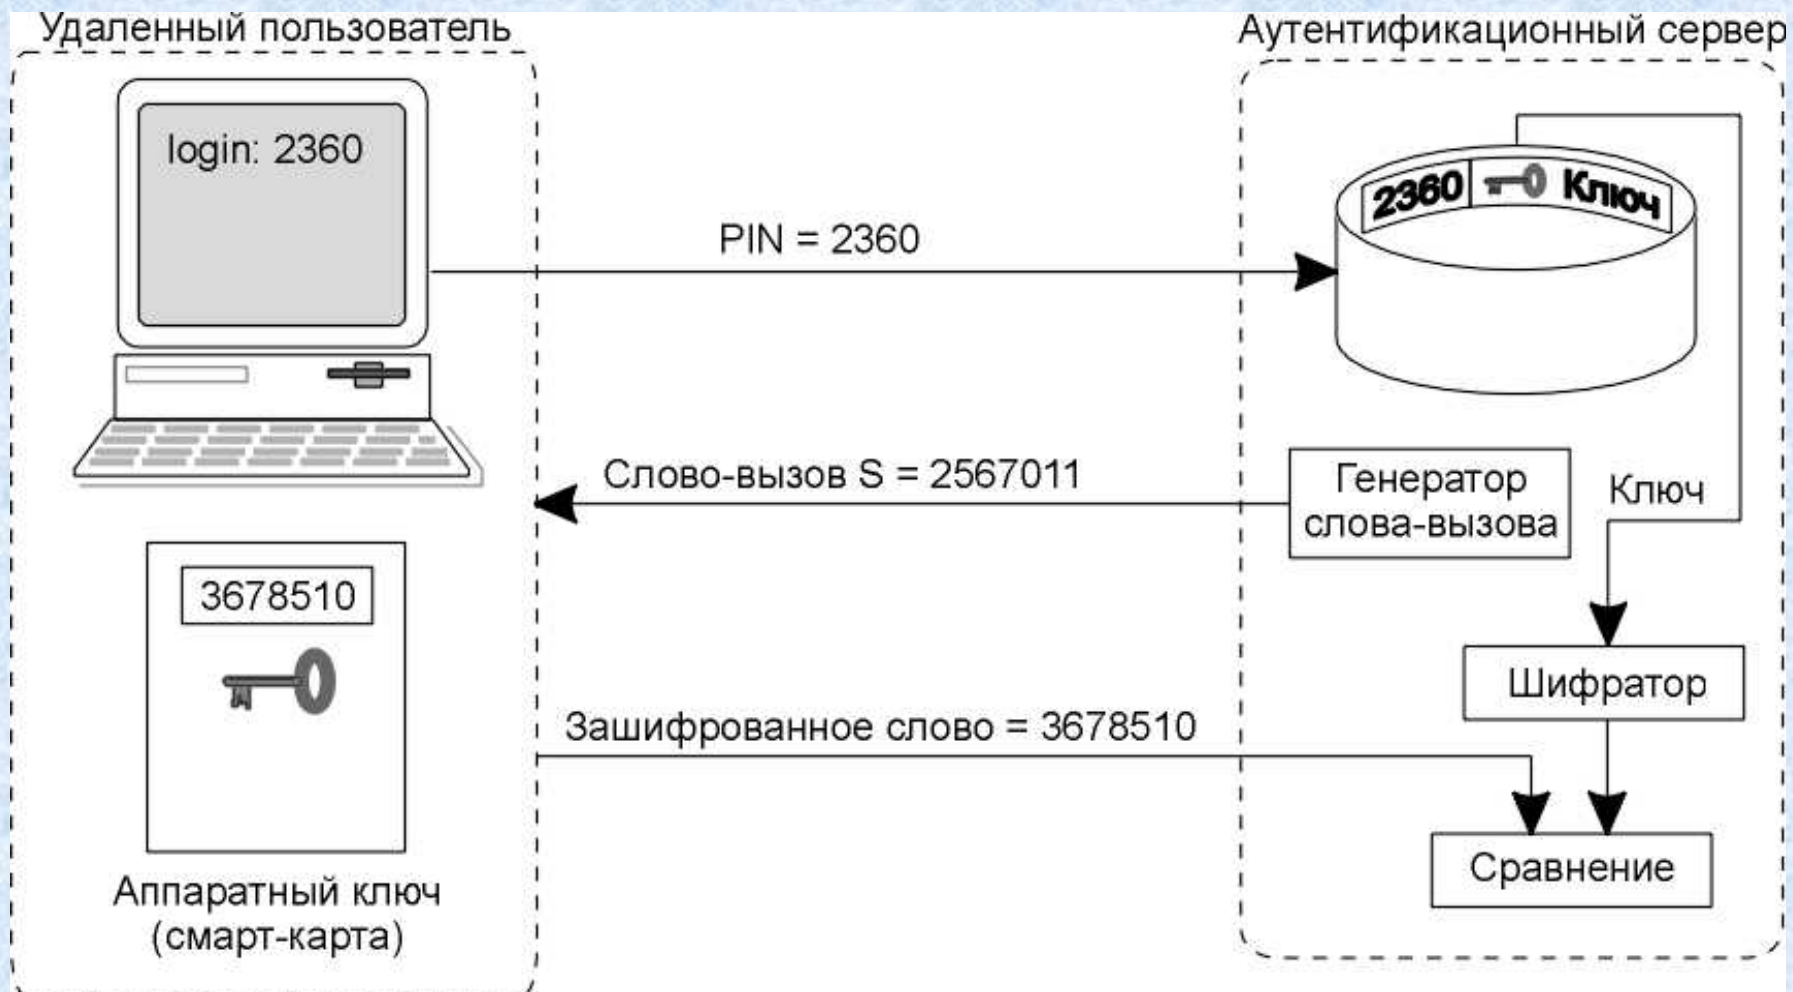 Удаленный пользователь
Аутентификационный сервер
login: 2360
2360 Ключ
PIN = 2360
Слово-вызов S = 2567011
Генератор
слова-вызова
Ключ
3678510
Шифратор
Зашифрованное слово = 3678510
Сравнение
Аппаратный ключ
(смарт-карта)